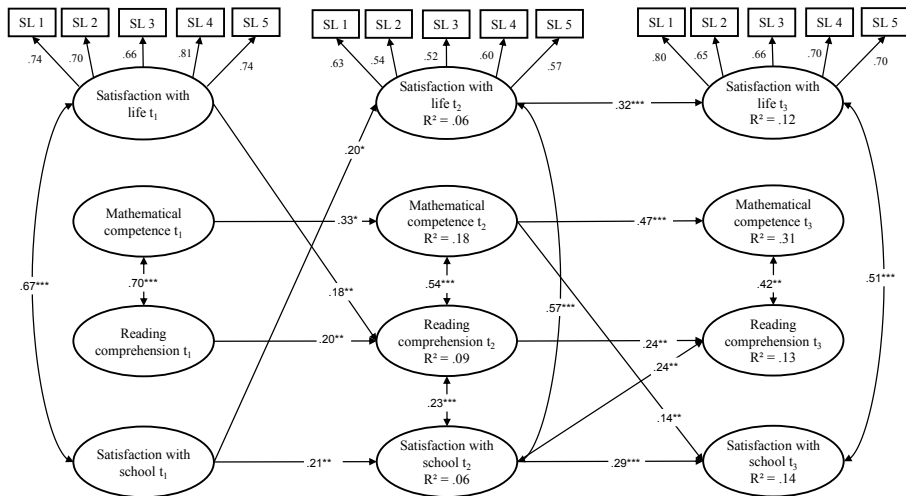 SL 1 SL 2 SL 3 SL 4 SL 5 SL 1 SL 2 SL 3 SL 4 SL 5 SL 1 SL 2 SL 3 SL 4 SL 5
.74 .70 .66 .81 .74 .63 .54 .52 .60 .57 .80 .65 .66 .70 .70
Satisfaction with
life t1
Satisfaction with
life t2
R² = .06
.32***
Satisfaction with
life t3
R² = .12
.20*
Mathematical
competence t1
.33*
Mathematical
competence t2
R² = .18
.47***
Mathematical
competence t3
R² = .31
.67***
.70***
.18**
.54***
.57***
.42**
.51***
Reading
comprehension t1
.20**
Reading
comprehension t2
R² = .09
.24**
Reading
comprehension t3
R² = .13
.24**
.23***
.14**
Satisfaction with
school t1
.21**
Satisfaction with
school t2
R² = .06
.29***
Satisfaction with
school t3
R² = .14